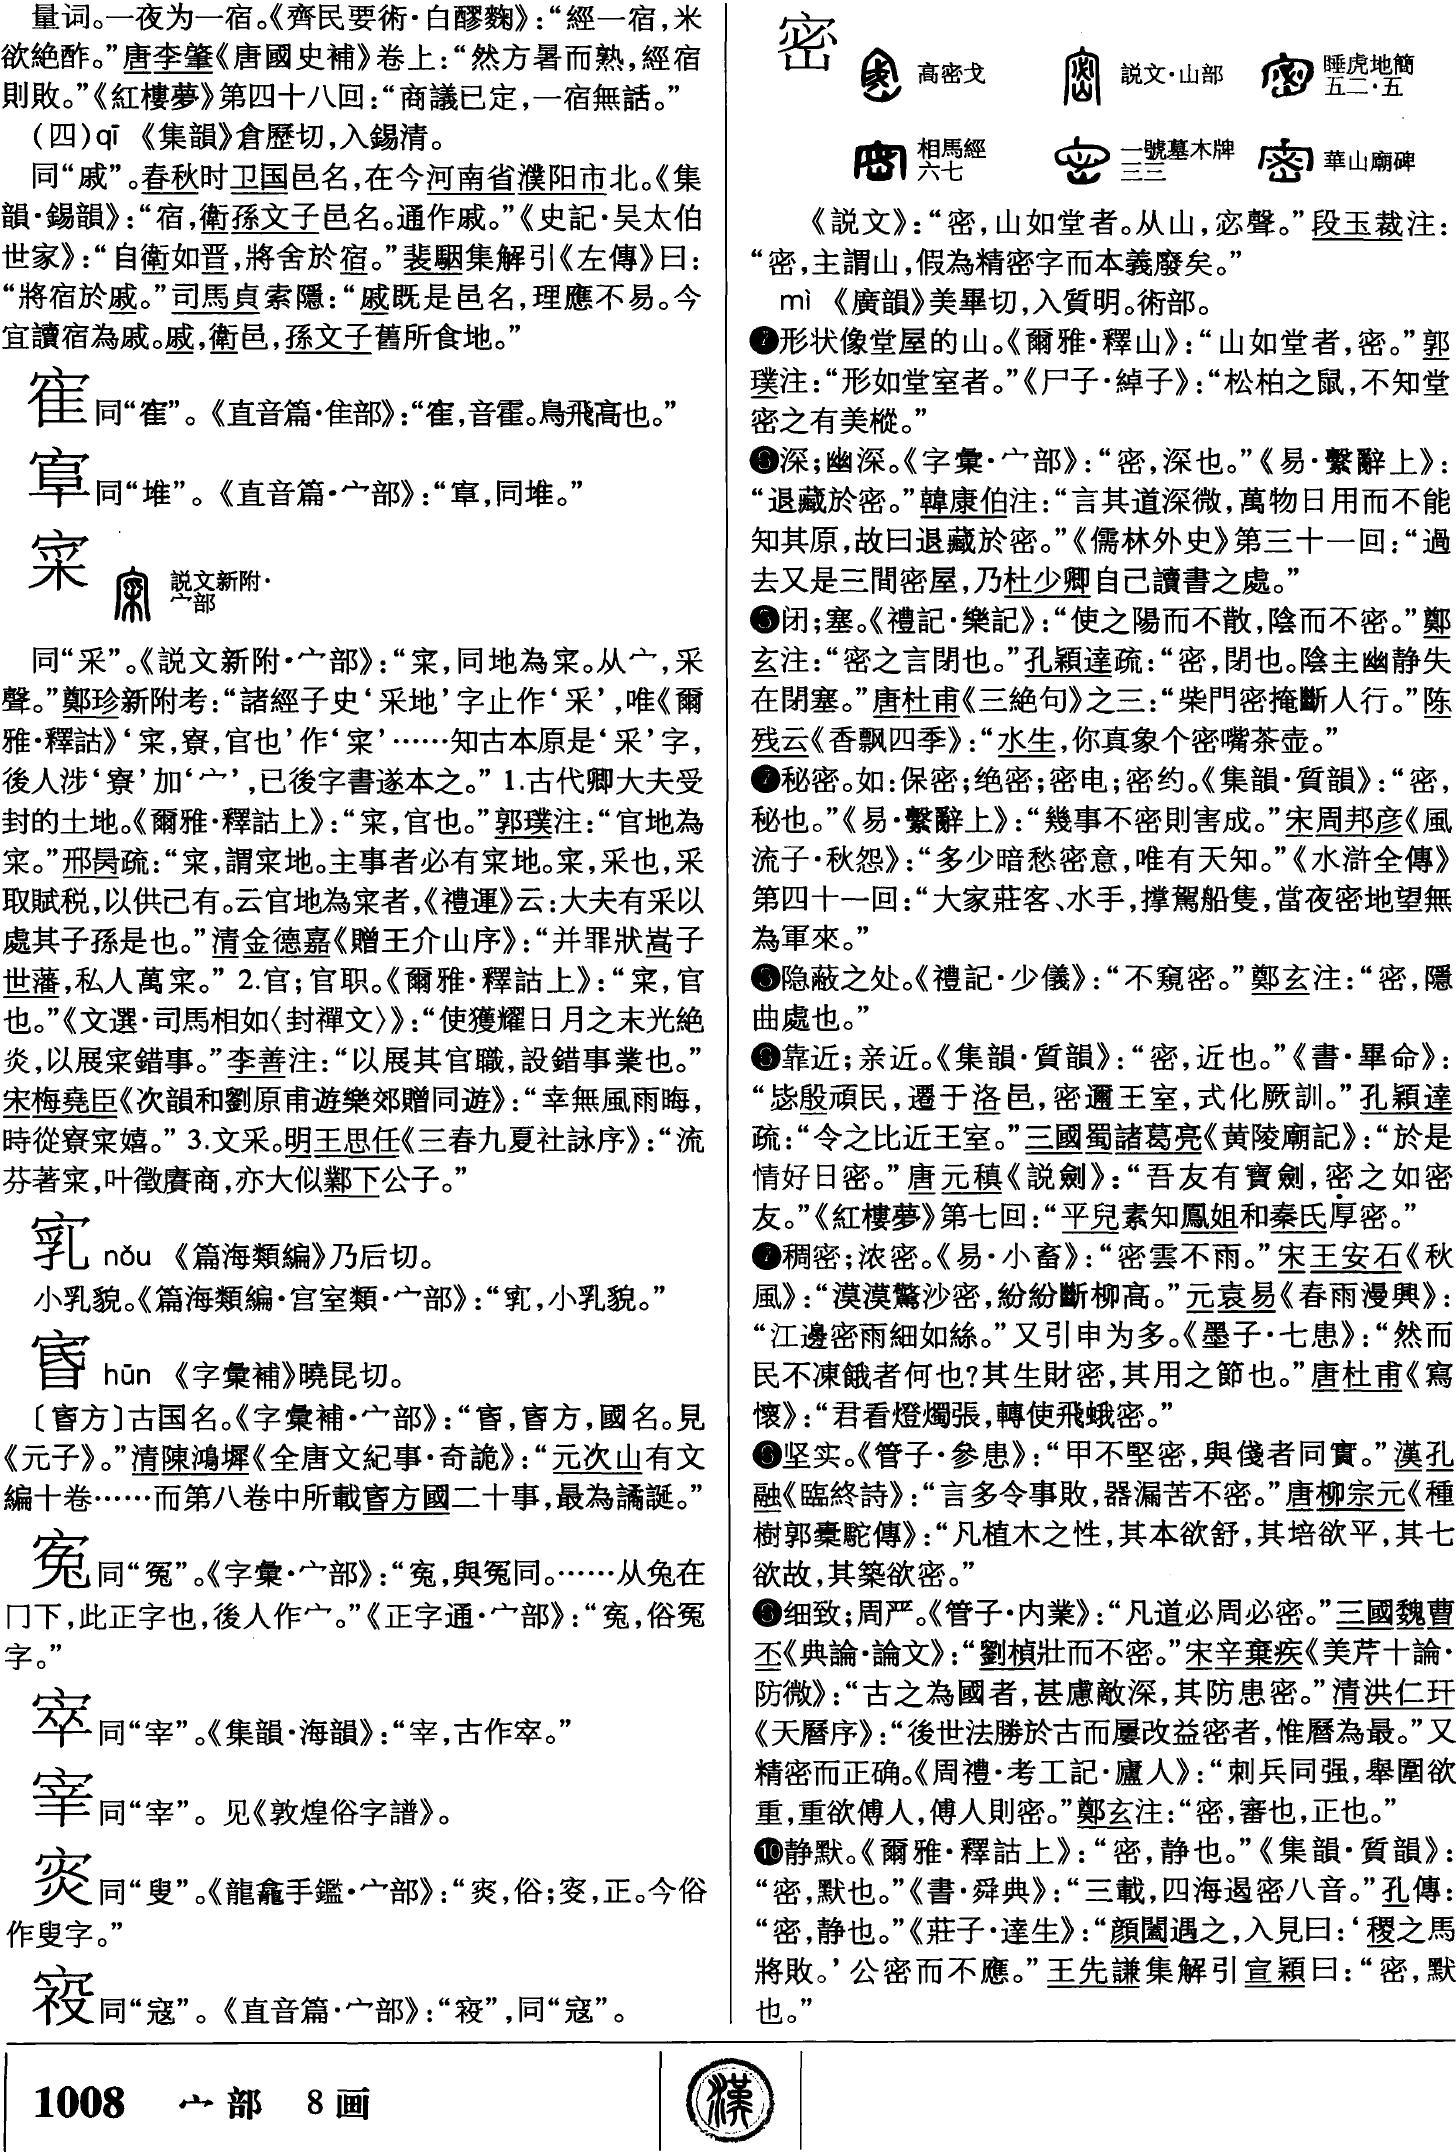 量词。一夜为一宿。《齊民要術·白醪麴》：“經一宿，米
欲絶酢。”唐李肇《唐國史補》卷上：“然方暑而熟，經宿
則敗。”《紅樓夢》第四十八回：“商議已定，一宿無話。”
(四)qī 《集韻》倉歷切，入錫清。
同“戚”。春秋时卫国邑名，在今河南省濮阳市北。《集
韻·錫韻》：“宿，衛孫文子邑名。通作戚。”《史記·吴太伯
世家》：“自衛如晋，將舍於宿。”裴駰集解引《左傳》曰：
“將宿於戚。”司馬貞索隱：“戚既是邑名，理應不易。今
宜讀宿為戚。戚，衛邑，孫文子舊所食地。”
寉同“隺”。《直音篇·隹部》：“寉，音霍。鳥飛高也。”
同“堆”。《直音篇·宀部》：“，同堆。”
寀
説文新附·
宀部
同“采”。《説文新附·宀部》：“寀，同地為寀。从宀，采
聲。”鄭珍新附考：“諸經子史‘采地’字止作‘采’，唯《爾
雅·釋詁》‘寀，寮，官也’作‘寀’……知古本原是‘采’字，
後人涉‘寮’加‘宀’，已後字書遂本之。” 1.古代卿大夫受
封的土地。《爾雅·釋詁上》：“寀，官也。”郭璞注：“官地為
寀。”邢昺疏：“寀，謂寀地。主事者必有寀地。寀，采也，采
取賦税，以供己有。云官地為寀者，《禮運》云：大夫有采以
處其子孫是也。”清金德嘉《贈王介山序》：“并罪狀嵩子
世藩，私人萬寀。” 2.官；官职。《爾雅·釋詁上》：“寀，官
也。”《文選·司馬相如〈封禪文〉》：“使獲耀日月之末光絶
炎，以展寀錯事。”李善注：“以展其官職，設錯事業也。”
宋梅堯臣《次韻和劉原甫遊樂郊贈同遊》：“幸無風雨晦，
時從寮寀嬉。” 3.文采。明王思任《三春九夏社詠序》：“流
芬著寀，叶徵賡商，亦大似鄴下公子。”
nǒu 《篇海類編》乃后切。
小乳貌。《篇海類編·宫室類·宀部》：“，小乳貌。”
hūn 《字彙補》曉昆切。
〔方〕古国名。《字彙補·宀部》：“，方，國名。見
《元子》。”清陳鴻墀《全唐文紀事·奇詭》：“元次山有文
編十卷……而第八卷中所載方國二十事，最為譎誕。”
寃同“冤”。《字彙·宀部》：“寃，與冤同。……从兔在
冂下，此正字也，後人作宀。”《正字通·宀部》：“寃，俗冤
字。”
同“宰”。《集韻·海韻》：“宰，古作。”
同“宰”。见《敦煌俗字譜》。
同“叟”。《龍龕手鑑·宀部》：“，俗；，正。今俗
作叟字。”
同“寇”。《直音篇·宀部》：“”，同“寇”。
密
高密戈
説文·山部
睡虎地簡
五二·五
相馬經
六七
一號墓木牌
三三
華山廟碑
《説文》：“密，山如堂者。从山，宓聲。”段玉裁注：
“密，主謂山，假為精密字而本義廢矣。”
mì 《廣韻》美畢切，入質明。術部。
❶形状像堂屋的山。《爾雅·釋山》：“山如堂者，密。”郭
璞注：“形如堂室者。”《尸子·綽子》：“松柏之鼠，不知堂
密之有美樅。”
❷深；幽深。《字彙·宀部》：“密，深也。”《易·繫辭上》：
“退藏於密。”韓康伯注：“言其道深微，萬物日用而不能
知其原，故曰退藏於密。”《儒林外史》第三十一回：“過
去又是三間密屋，乃杜少卿自己讀書之處。”
❸闭；塞。《禮記·樂記》：“使之陽而不散，陰而不密。”鄭
玄注：“密之言閉也。”孔穎達疏：“密，閉也。陰主幽静失
在閉塞。”唐杜甫《三絶句》之三：“柴門密掩斷人行。”陈
残云《香飘四季》：“水生，你真象个密嘴茶壶。”
❹秘密。如：保密；绝密；密电；密约。《集韻·質韻》：“密，
秘也。”《易·繫辭上》：“幾事不密則害成。”宋周邦彦《風
流子·秋怨》：“多少暗愁密意，唯有天知。”《水滸全傳》
第四十一回：“大家莊客、水手，撑駕船隻，當夜密地望無
為軍來。”
❺隐蔽之处。《禮記·少儀》：“不窺密。”鄭玄注：“密，隱
曲處也。”
❻靠近；亲近。《集韻·質韻》：“密，近也。”《書·畢命》：
“毖殷頑民，遷于洛邑，密邇王室，式化厥訓。”孔穎達
疏：“令之比近王室。”三國蜀諸葛亮《黄陵廟記》：“於是
情好日密。”唐元稹《説劍》：“吾友有寶劍，密之如密
友。”《紅樓夢》第七回：“平兒素知鳳姐和秦氏厚密。”
❼稠密；浓密。《易·小畜》：“密雲不雨。”宋王安石《秋
風》：“漠漠驚沙密，紛紛斷柳高。”元袁易《春雨漫興》：
“江邊密雨細如絲。”又引申为多。《墨子·七患》：“然而
民不凍餓者何也？其生財密，其用之節也。”唐杜甫《寫
懷》：“君看燈燭張，轉使飛蛾密。”
❽坚实。《管子·參患》：“甲不堅密，與俴者同實。”漢孔
融《臨終詩》：“言多令事敗，器漏苦不密。”唐柳宗元《種
樹郭橐駝傳》：“凡植木之性，其本欲舒，其培欲平，其土
欲故，其築欲密。”
❾细致；周严。《管子·内業》：“凡道必周必密。”三國魏曹
丕《典論·論文》：“劉楨壯而不密。”宋辛棄疾《美芹十論·
防微》：“古之為國者，甚慮敵深，其防患密。”清洪仁玕
《天曆序》：“後世法勝於古而屢改益密者，惟曆為最。”又
精密而正确。《周禮·考工記·廬人》：“刺兵同强，舉圍欲
重，重欲傅人，傅人則密。”鄭玄注：“密，審也，正也。”
❿静默。《爾雅·釋詁上》：“密，静也。”《集韻·質韻》：
“密，默也。”《書·舜典》：“三載，四海遏密八音。”孔傳：
“密，静也。”《莊子·達生》：“顔闔遇之，入見曰：‘稷之馬
將敗。’公密而不應。”王先謙集解引宣穎曰：“密，默
也。”
1008 宀部 8画
漢